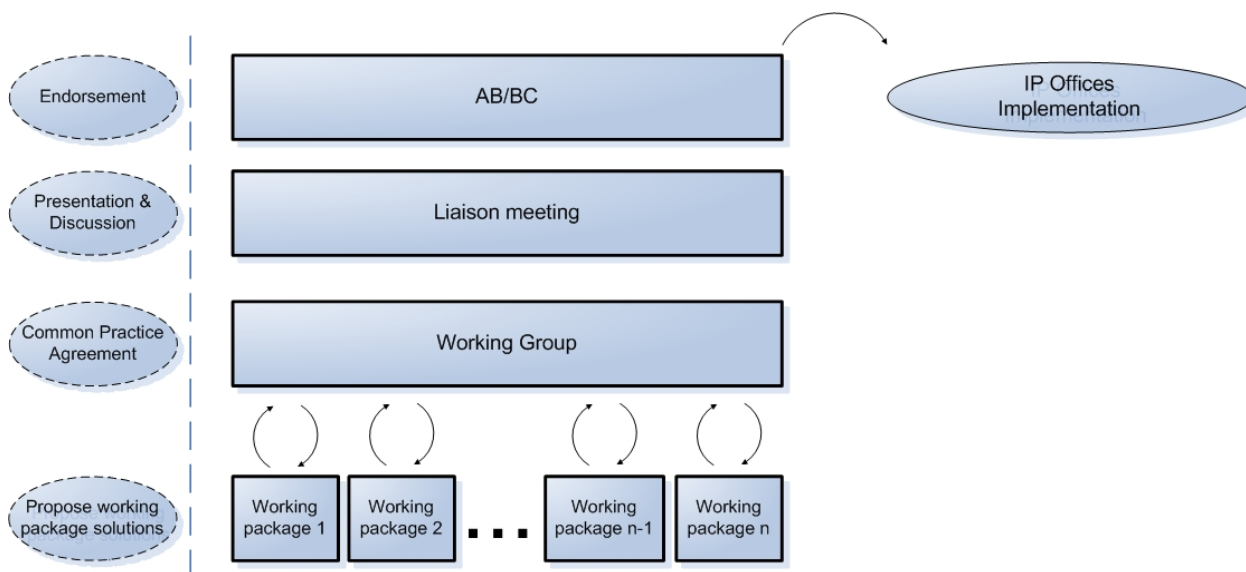 Endorsement
AB/BC
IP Offices
Implementation
Presentation &
Discussion
Liaison meeting
Common Practice
Agreement
Working Group
Propose working
package solutions
Working
package 1
Working
package 2
...
Working
package n-1
Working
package n